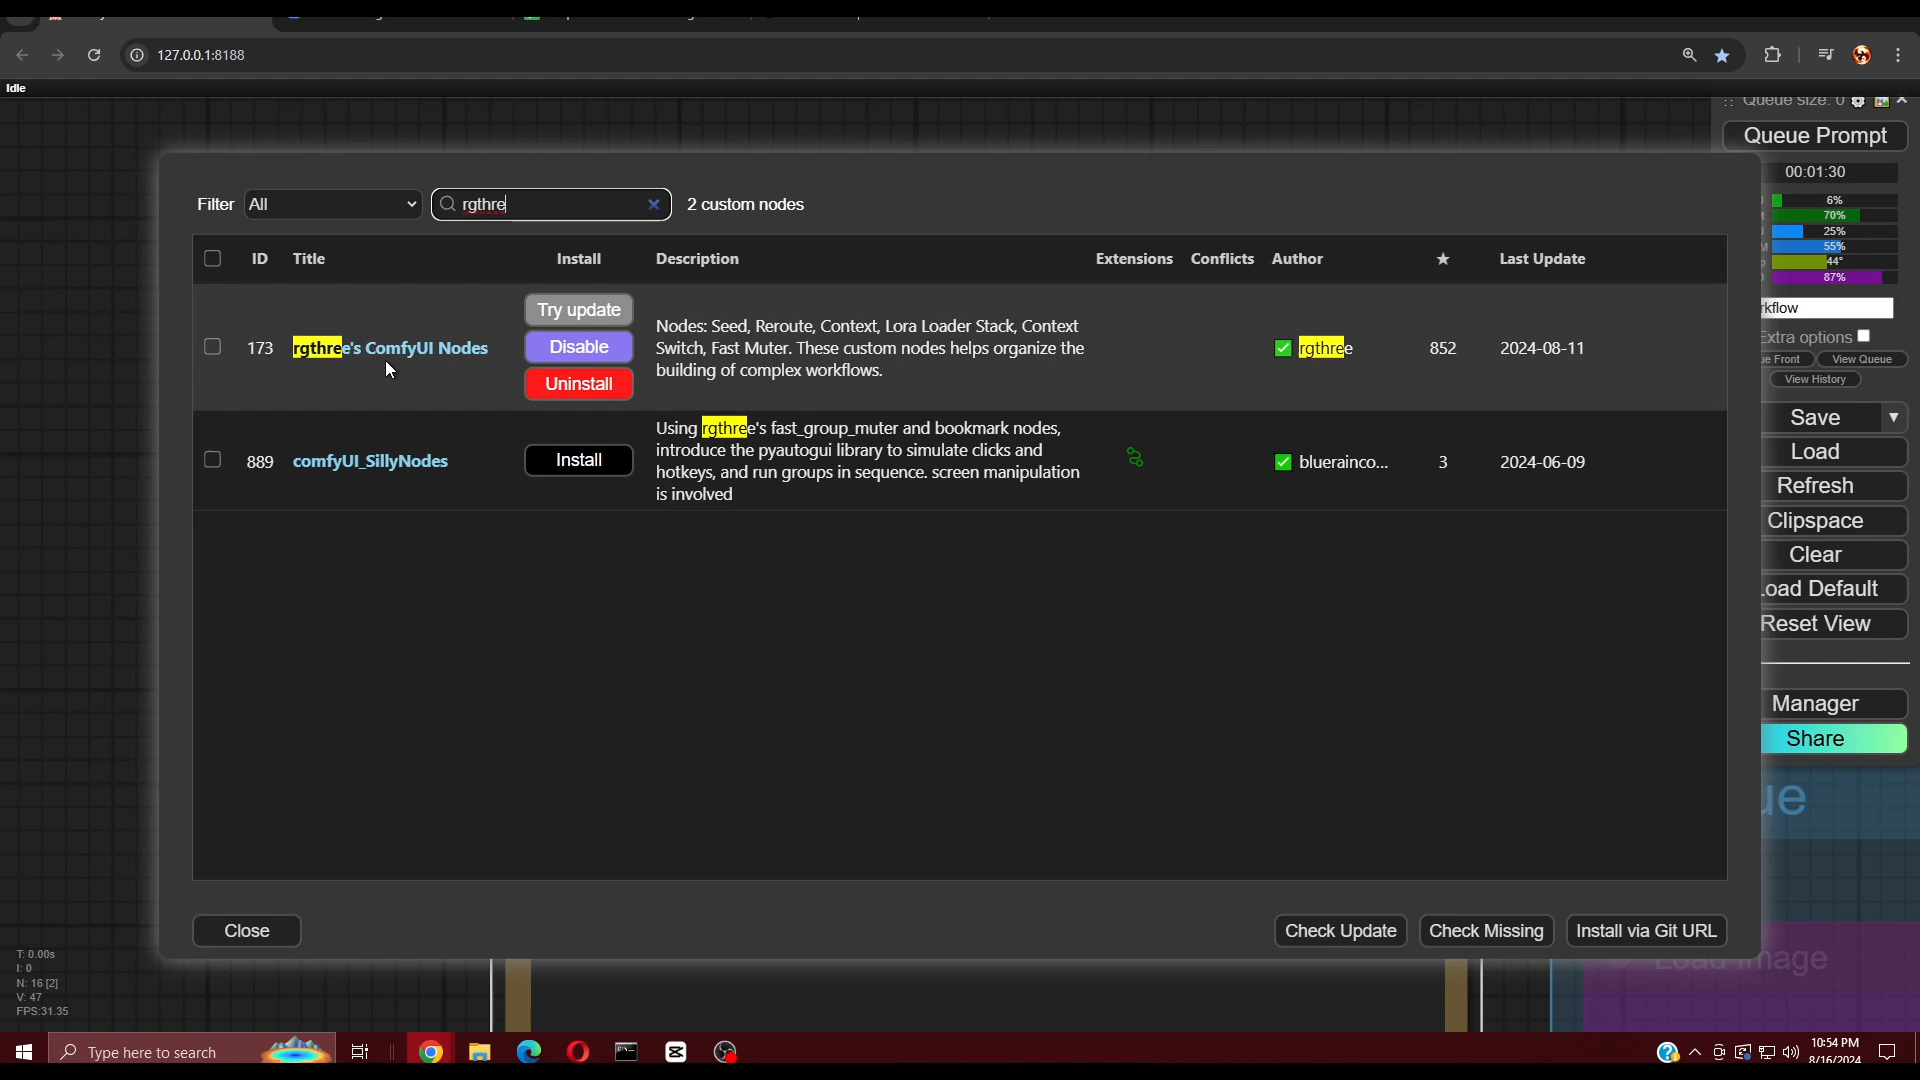 127.0.0.1:8188
Idle
Queue size: 0
Queue Prompt
00:01:30
6%
70%
25%
55%
44°
87%
rkflow
Extra options
ue Front
View Queue
View History
Save
Load
Refresh
Clipspace
Clear
Load Default
Reset View
Manager
Share
Filter
All
rgthre
2 custom nodes
ID
Title
Install
Description
Extensions
Conflicts
Author
★
Last Update
173
rgthree's ComfyUI Nodes
Try update
Disable
Uninstall
Nodes: Seed, Reroute, Context, Lora Loader Stack, Context
Switch, Fast Muter. These custom nodes helps organize the
building of complex workflows.
rgthree
852
2024-08-11
889
comfyUI_SillyNodes
Install
Using rgthree's fast_group_muter and bookmark nodes,
introduce the pyautogui library to simulate clicks and
hotkeys, and run groups in sequence. screen manipulation
is involved
bluerainco...
3
2024-06-09
Close
Check Update
Check Missing
Install via Git URL
ue
Load Image
T: 0.00s
I: 0
N: 16 [2]
V: 47
FPS:31.35
Type here to search
10:54 PM
8/16/2024